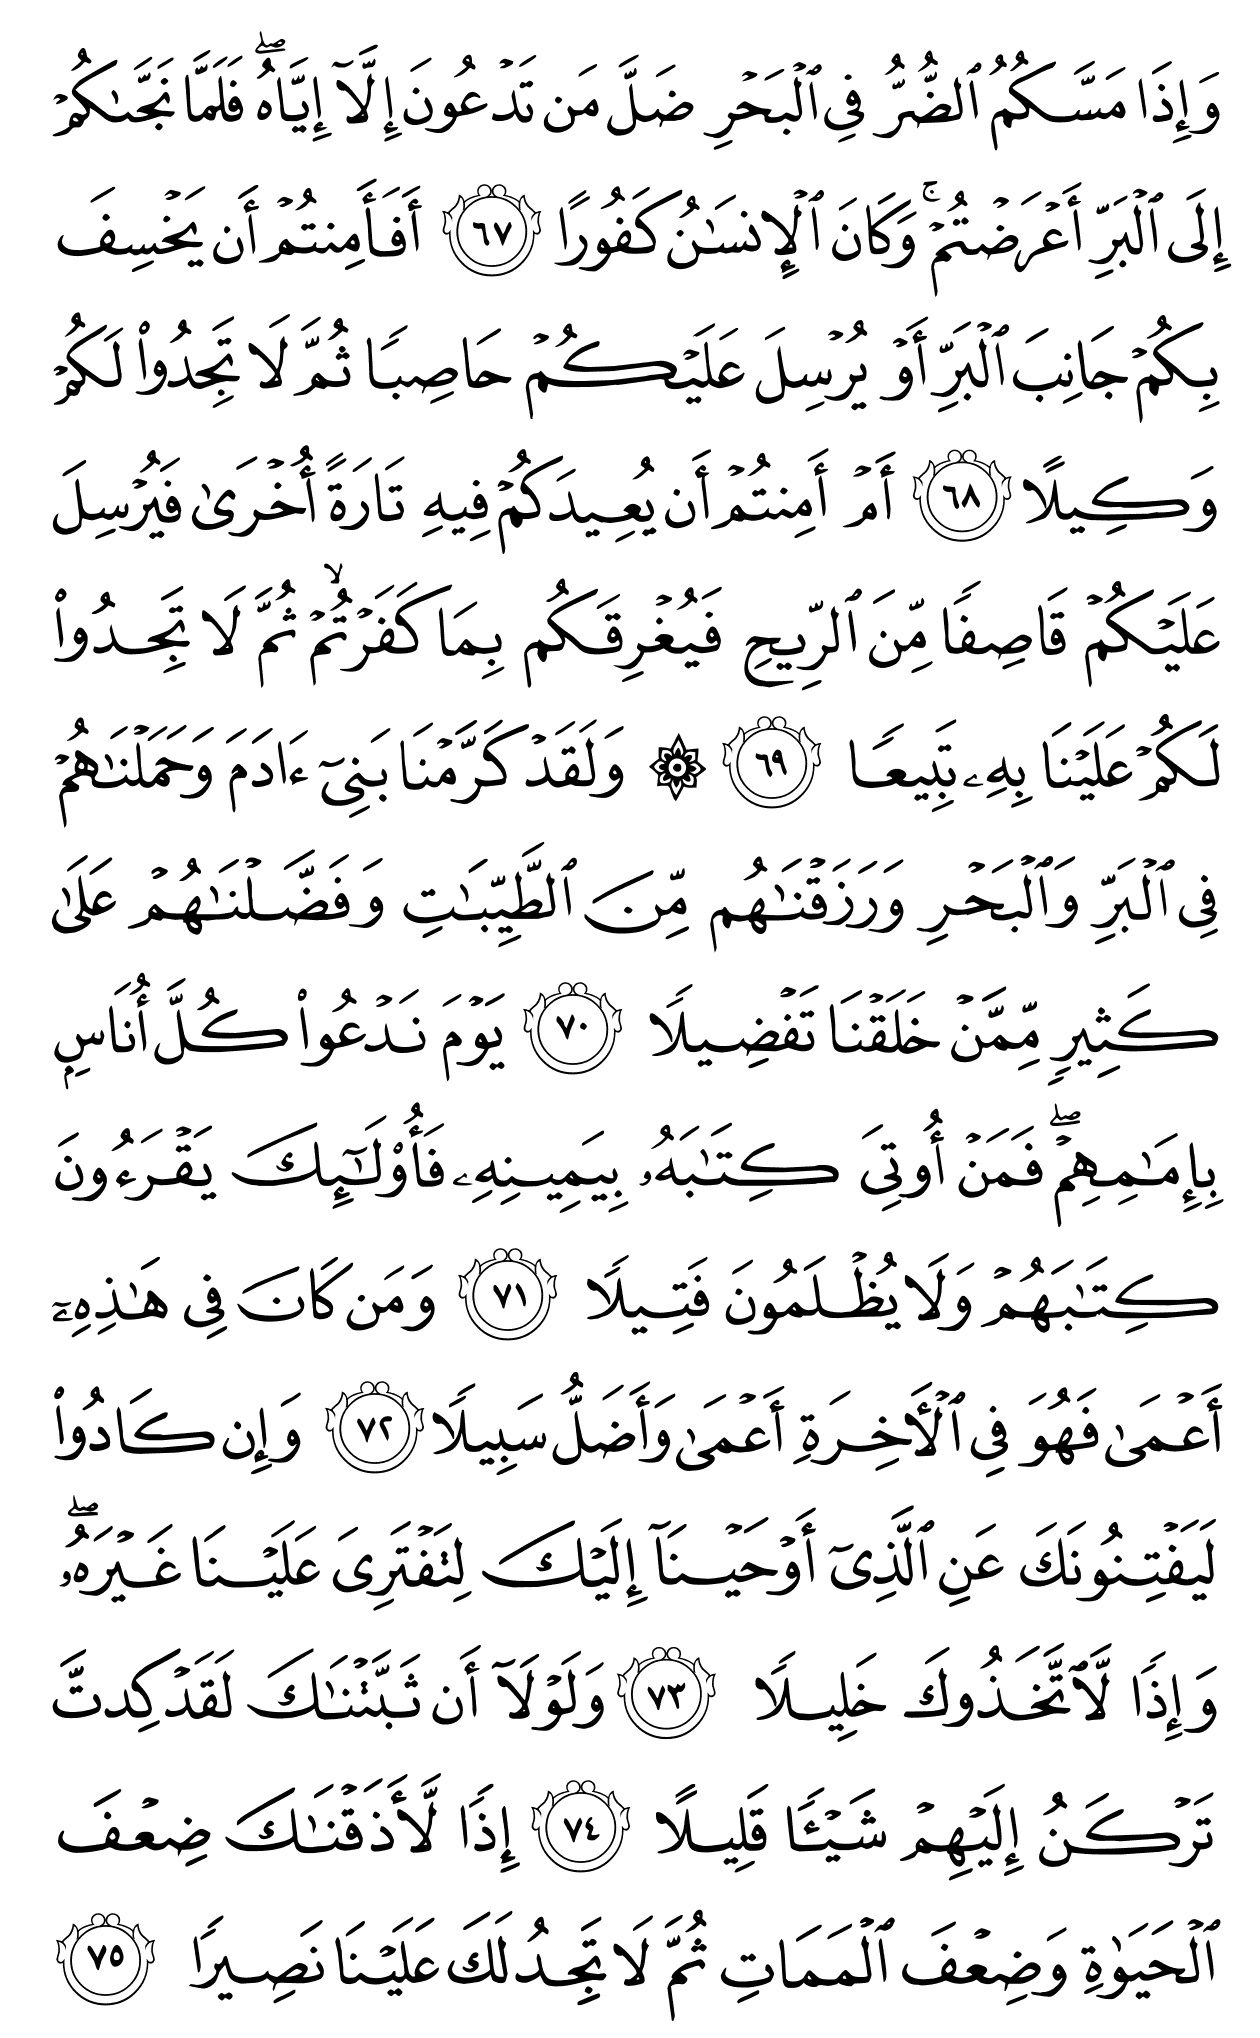 وَإِذَا مَسَّكُمُ ٱلضُّرُّ فِي ٱلۡبَحۡرِ ضَلَّ مَن تَدۡعُونَ إِلَّآ إِيَّاهُۖ فَلَمَّا نَجَّىٰكُمۡ
إِلَى ٱلۡبَرِّ أَعۡرَضۡتُمۡۚ وَكَانَ ٱلۡإِنسَٰنُ كَفُورًا ٦٧ أَفَأَمِنتُمۡ أَن يَخۡسِفَ
بِكُمۡ جَانِبَ ٱلۡبَرِّ أَوۡ يُرۡسِلَ عَلَيۡكُمۡ حَاصِبٗا ثُمَّ لَا تَجِدُواْ لَكُمۡ
وَكِيلًا ٦٨ أَمۡ أَمِنتُمۡ أَن يُعِيدَكُمۡ فِيهِ تَارَةً أُخۡرَىٰ فَيُرۡسِلَ
عَلَيۡكُمۡ قَاصِفٗا مِّنَ ٱلرِّيحِ فَيُغۡرِقَكُم بِمَا كَفَرۡتُمۡۙ ثُمَّ لَا تَجِدُواْ
لَكُمۡ عَلَيۡنَا بِهِۦ تَبِيعٗا ٦٩ ۞ وَلَقَدۡ كَرَّمۡنَا بَنِيٓ ءَادَمَ وَحَمَلۡنَٰهُمۡ
فِي ٱلۡبَرِّ وَٱلۡبَحۡرِ وَرَزَقۡنَٰهُم مِّنَ ٱلطَّيِّبَٰتِ وَفَضَّلۡنَٰهُمۡ عَلَىٰ
كَثِيرٖ مِّمَّنۡ خَلَقۡنَا تَفۡضِيلٗا ٧٠ يَوۡمَ نَدۡعُواْ كُلَّ أُنَاسِۭ
بِإِمَٰمِهِمۡۖ فَمَنۡ أُوتِيَ كِتَٰبَهُۥ بِيَمِينِهِۦ فَأُوْلَٰٓئِكَ يَقۡرَءُونَ
كِتَٰبَهُمۡ وَلَا يُظۡلَمُونَ فَتِيلٗا ٧١ وَمَن كَانَ فِي هَٰذِهِۦٓ
أَعۡمَىٰ فَهُوَ فِي ٱلۡأٓخِرَةِ أَعۡمَىٰ وَأَضَلُّ سَبِيلٗا ٧٢ وَإِن كَادُواْ
لَيَفۡتِنُونَكَ عَنِ ٱلَّذِيٓ أَوۡحَيۡنَآ إِلَيۡكَ لِتَفۡتَرِيَ عَلَيۡنَا غَيۡرَهُۥۖ
وَإِذٗا لَّٱتَّخَذُوكَ خَلِيلٗا ٧٣ وَلَوۡلَآ أَن ثَبَّتۡنَٰكَ لَقَدۡ كِدتَّ
تَرۡكَنُ إِلَيۡهِمۡ شَيۡـٔٗا قَلِيلًا ٧٤ إِذٗا لَّأَذَقۡنَٰكَ ضِعۡفَ
ٱلۡحَيَوٰةِ وَضِعۡفَ ٱلۡمَمَاتِ ثُمَّ لَا تَجِدُ لَكَ عَلَيۡنَا نَصِيرٗا ٧٥